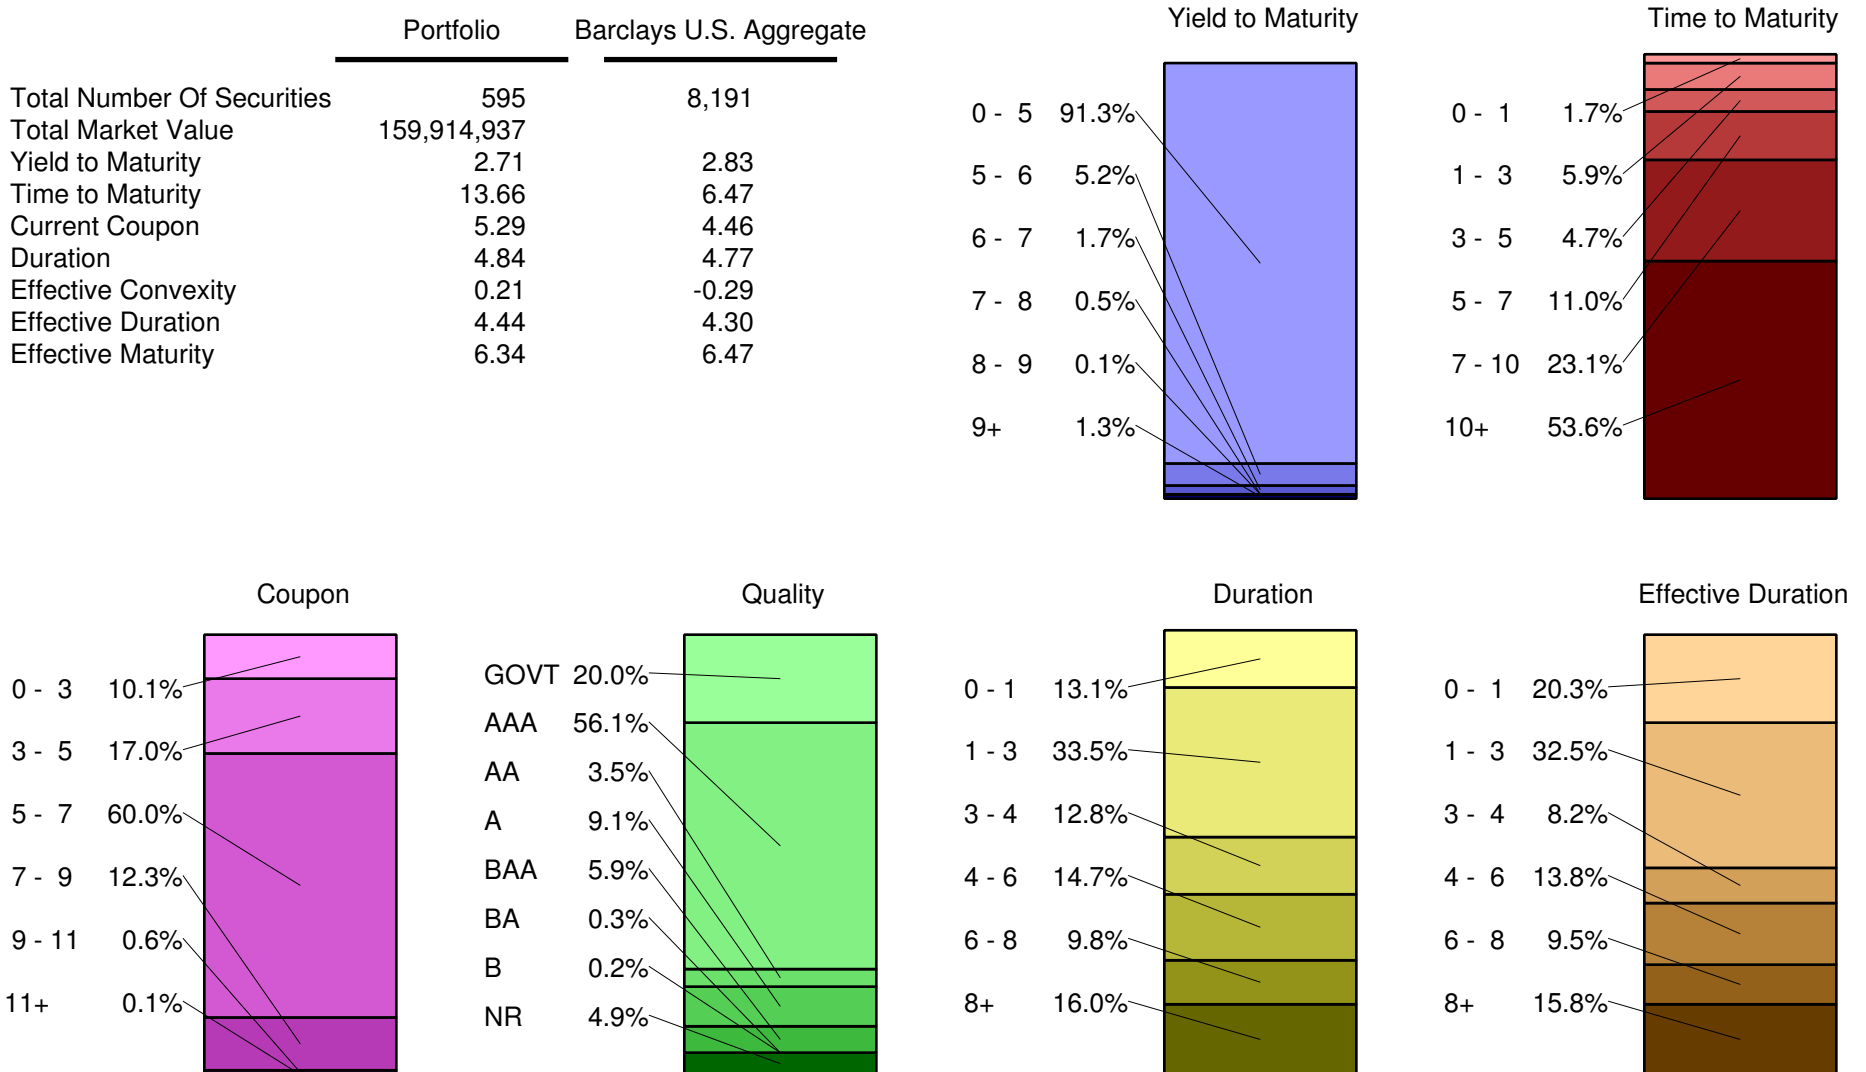 Portfolio Barclays U.S. Aggregate
Total Number Of Securities 595 8,191
Total Market Value 159,914,937
Yield to Maturity 2.71 2.83
Time to Maturity 13.66 6.47
Current Coupon 5.29 4.46
Duration 4.84 4.77
Effective Convexity 0.21 -0.29
Effective Duration 4.44 4.30
Effective Maturity 6.34 6.47
Yield to Maturity
0 - 5 91.3%
5 - 6 5.2%
6 - 7 1.7%
7 - 8 0.5%
8 - 9 0.1%
9+ 1.3%
Time to Maturity
0 - 1 1.7%
1 - 3 5.9%
3 - 5 4.7%
5 - 7 11.0%
7 - 10 23.1%
10+ 53.6%
Coupon
0 - 3 10.1%
3 - 5 17.0%
5 - 7 60.0%
7 - 9 12.3%
9 - 11 0.6%
11+ 0.1%
Quality
GOVT 20.0%
AAA 56.1%
AA 3.5%
A 9.1%
BAA 5.9%
BA 0.3%
B 0.2%
NR 4.9%
Duration
0 - 1 13.1%
1 - 3 33.5%
3 - 4 12.8%
4 - 6 14.7%
6 - 8 9.8%
8+ 16.0%
Effective Duration
0 - 1 20.3%
1 - 3 32.5%
3 - 4 8.2%
4 - 6 13.8%
6 - 8 9.5%
8+ 15.8%